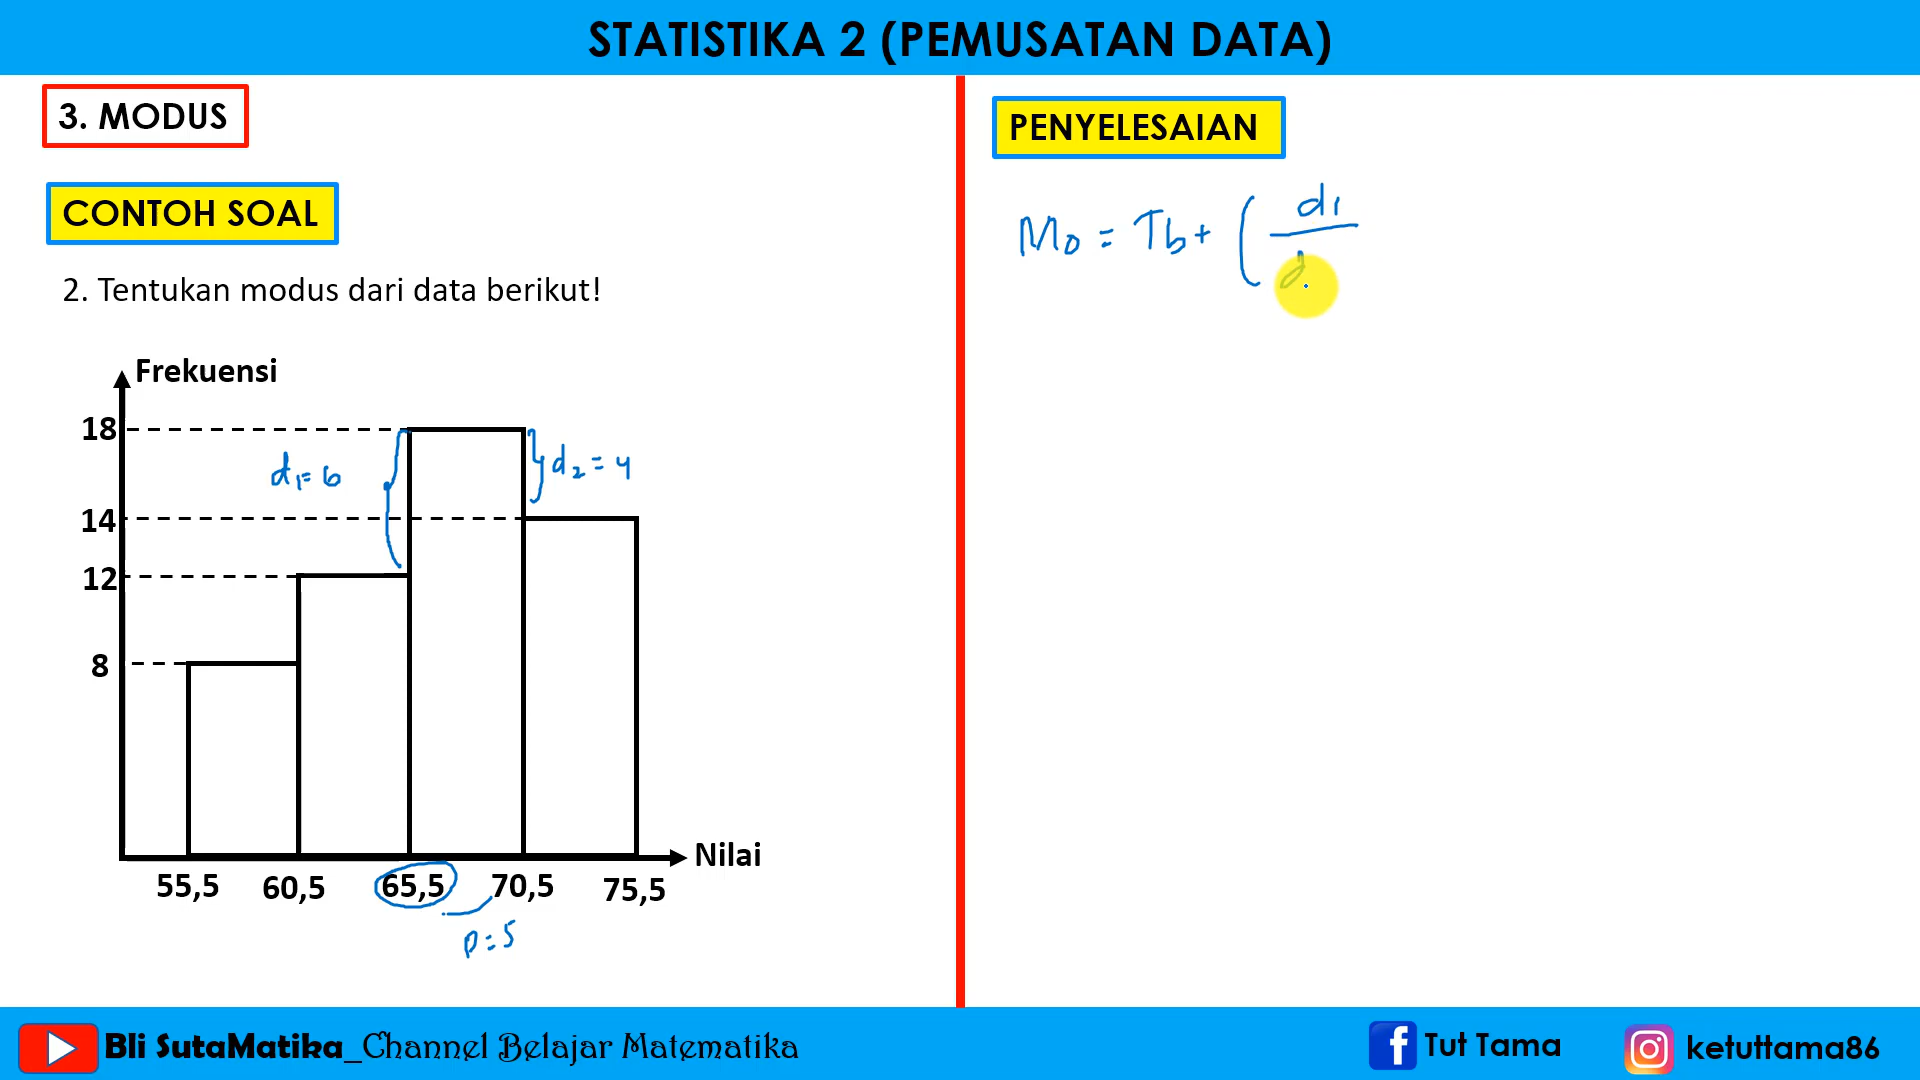 STATISTIKA 2 (PEMUSATAN DATA)
3. MODUS
CONTOH SOAL
2. Tentukan modus dari data berikut!
Frekuensi
18
d₁= 6
d₂ = 4
14
12
8
Nilai
55,5 60,5 65,5 70,5 75,5
p = 5
PENYELESAIAN
Mo = Tb + ( d1
d
Bli SutaMatika_Channel Belajar Matematika
Tut Tama
ketuttama86